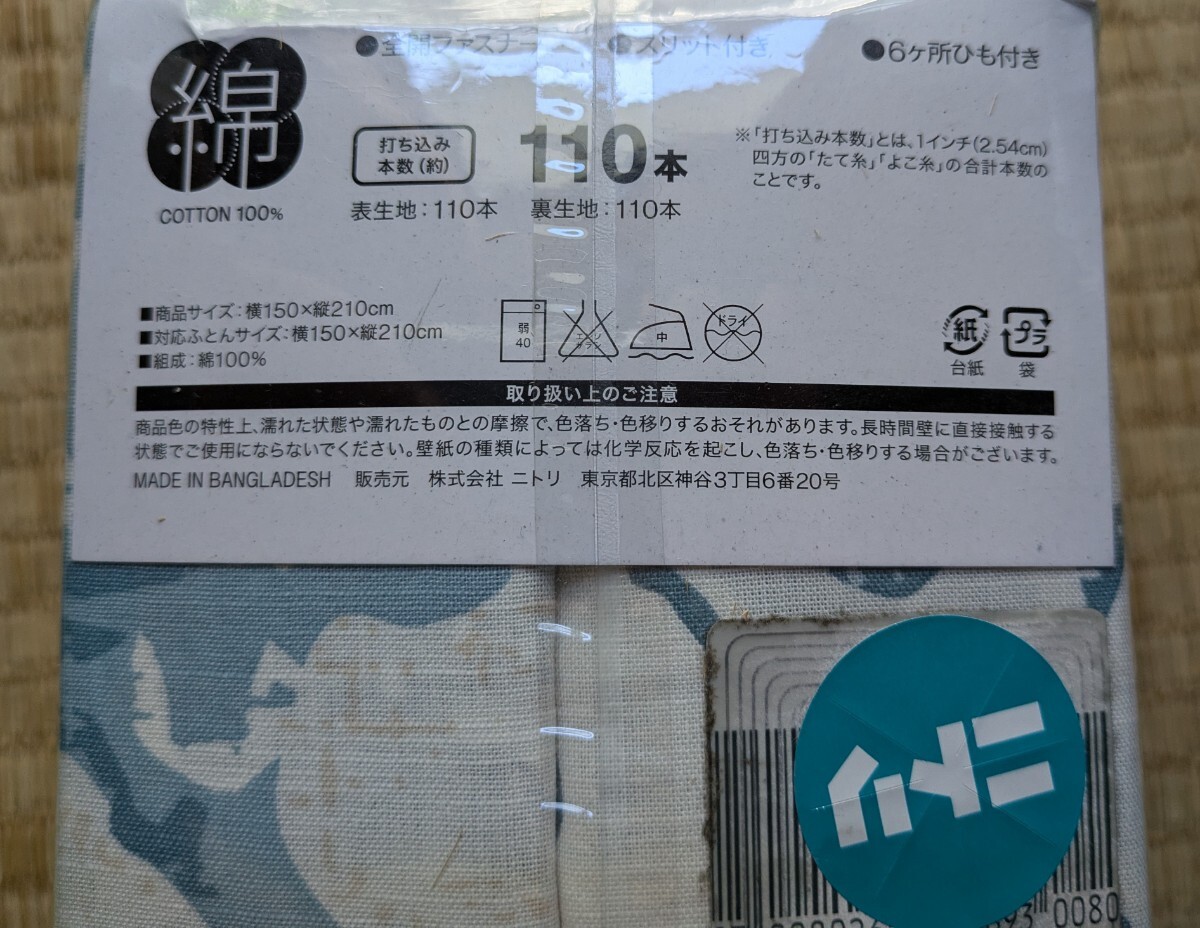 綿
COTTON 100%
●全開ファスナー ●スリット付き ●6ヶ所ひも付き
打ち込み
本数(約)
110本
※「打ち込み本数」とは、1インチ(2.54cm)
四方の「たて糸」「よこ糸」の合計本数の
ことです。
表生地:110本 裏生地:110本
■商品サイズ:横150×縦210cm
■対応ふとんサイズ:横150×縦210cm
■組成:綿100%
弱
40
エンソ
サラシ
中
ドライ
紙
台紙
プラ
袋
取り扱い上のご注意
商品色の特性上、濡れた状態や濡れたものとの摩擦で、色落ち・色移りするおそれがあります。長時間壁に直接接触する
状態でご使用にならないでください。壁紙の種類によっては化学反応を起こし、色落ち・色移りする場合がございます。
MADE IN BANGLADESH 販売元 株式会社 ニトリ 東京都北区神谷3丁目6番20号
ニトリ
0080